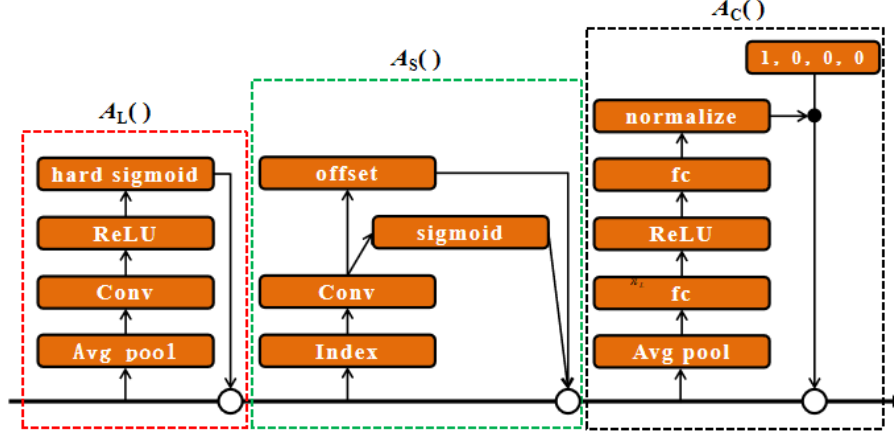 A_L( )
hard sigmoid
ReLU
Conv
Avg pool
A_S( )
offset
sigmoid
Conv
Index
A_C( )
1, 0, 0, 0
normalize
fc
ReLU
fc
Avg pool